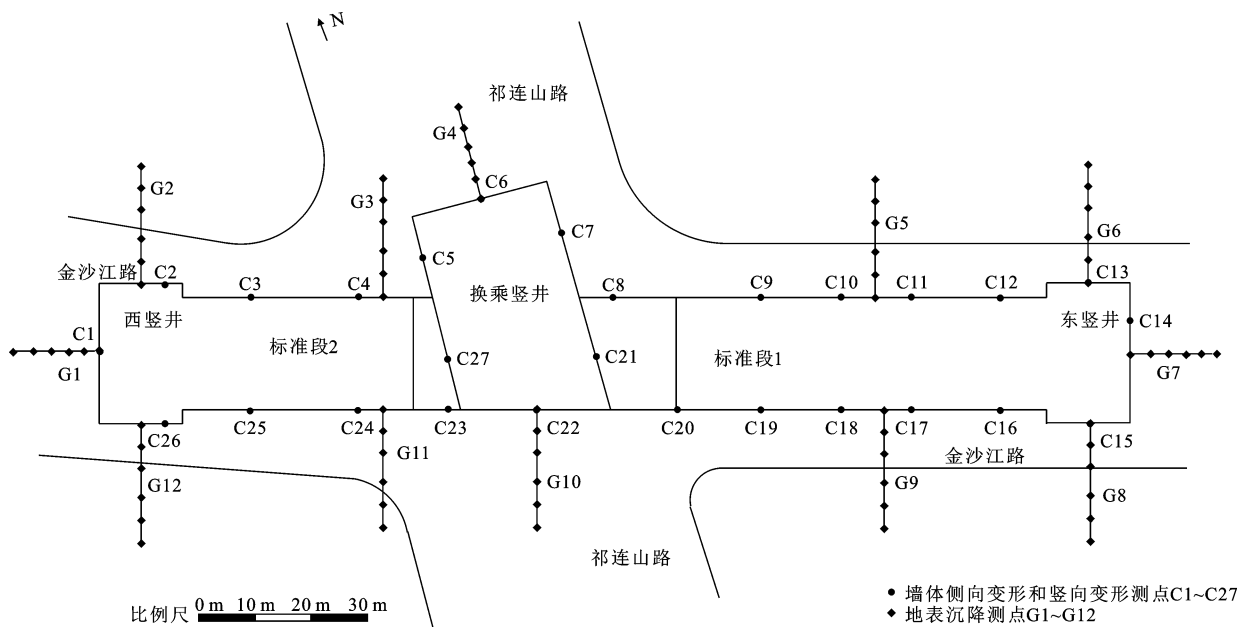 N
祁连山路
G4
C6
G2
G3
C7
G5
G6
C5
金沙江路
C2
C3
C4
换乘竖井
C8
C9
C10
C11
C12
C13
西竖井
东竖井
C14
C1
标准段2
C27
C21
标准段1
G1
G7
C26
C25
C24
C23
C22
C20
C19
C18
C17
C16
C15
金沙江路
G12
G11
G10
G9
G8
祁连山路
比例尺 0 m 10 m 20 m 30 m
墙体侧向变形和竖向变形测点C1~C27
地表沉降测点G1~G12